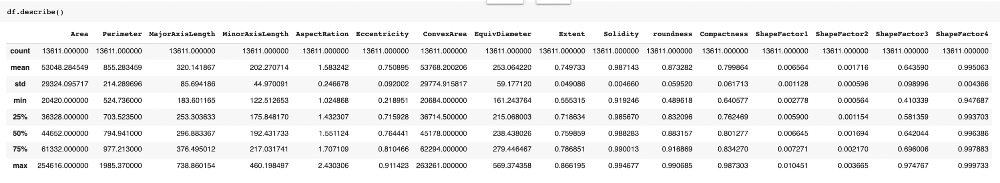 df.describe()
Area Perimeter MajorAxisLength MinorAxisLength AspectRation Eccentricity ConvexArea EquivDiameter Extent Solidity roundness Compactness ShapeFactor1 ShapeFactor2 ShapeFactor3 ShapeFactor4
count 13611.000000 13611.000000 13611.000000 13611.000000 13611.000000 13611.000000 13611.000000 13611.000000 13611.000000 13611.000000 13611.000000 13611.000000 13611.000000 13611.000000 13611.000000 13611.000000
mean 53048.284549 855.283459 320.141867 202.270714 1.583242 0.750895 53768.200206 253.064220 0.749733 0.987143 0.873282 0.799864 0.006564 0.001716 0.643590 0.995063
std 29324.095717 214.289696 85.694186 44.970091 0.246678 0.092002 29774.915817 59.177120 0.049086 0.004660 0.059520 0.061713 0.001128 0.000596 0.098996 0.004366
min 20420.000000 524.736000 183.601165 122.512653 1.024868 0.218951 20684.000000 161.243764 0.555315 0.919246 0.489618 0.640577 0.002778 0.000564 0.410339 0.947687
25% 36328.000000 703.523500 253.303633 175.848170 1.432307 0.715928 36714.500000 215.068003 0.718634 0.985670 0.832096 0.762469 0.005900 0.001154 0.581359 0.993703
50% 44652.000000 794.941000 296.883367 192.431733 1.551124 0.764441 45178.000000 238.438026 0.759859 0.988283 0.883157 0.801277 0.006645 0.001694 0.642044 0.996386
75% 61332.000000 977.213000 376.495012 217.031741 1.707109 0.810466 62294.000000 279.446467 0.786851 0.990013 0.916869 0.834270 0.007271 0.002170 0.696006 0.997883
max 254616.000000 1985.370000 738.860154 460.198497 2.430306 0.911423 263261.000000 569.374358 0.866195 0.994677 0.990685 0.987303 0.010451 0.003665 0.974767 0.999733